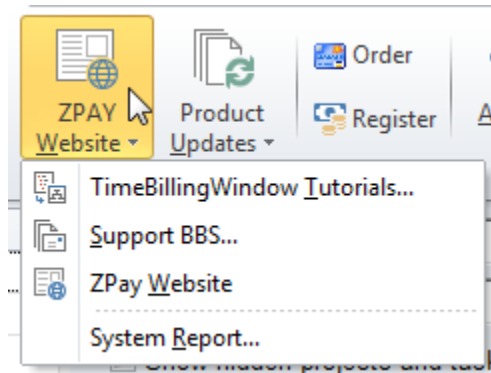 ZPAY
Website
Product
Updates
Order
Register
TimeBillingWindow Tutorials...
Support BBS...
ZPay Website
System Report...